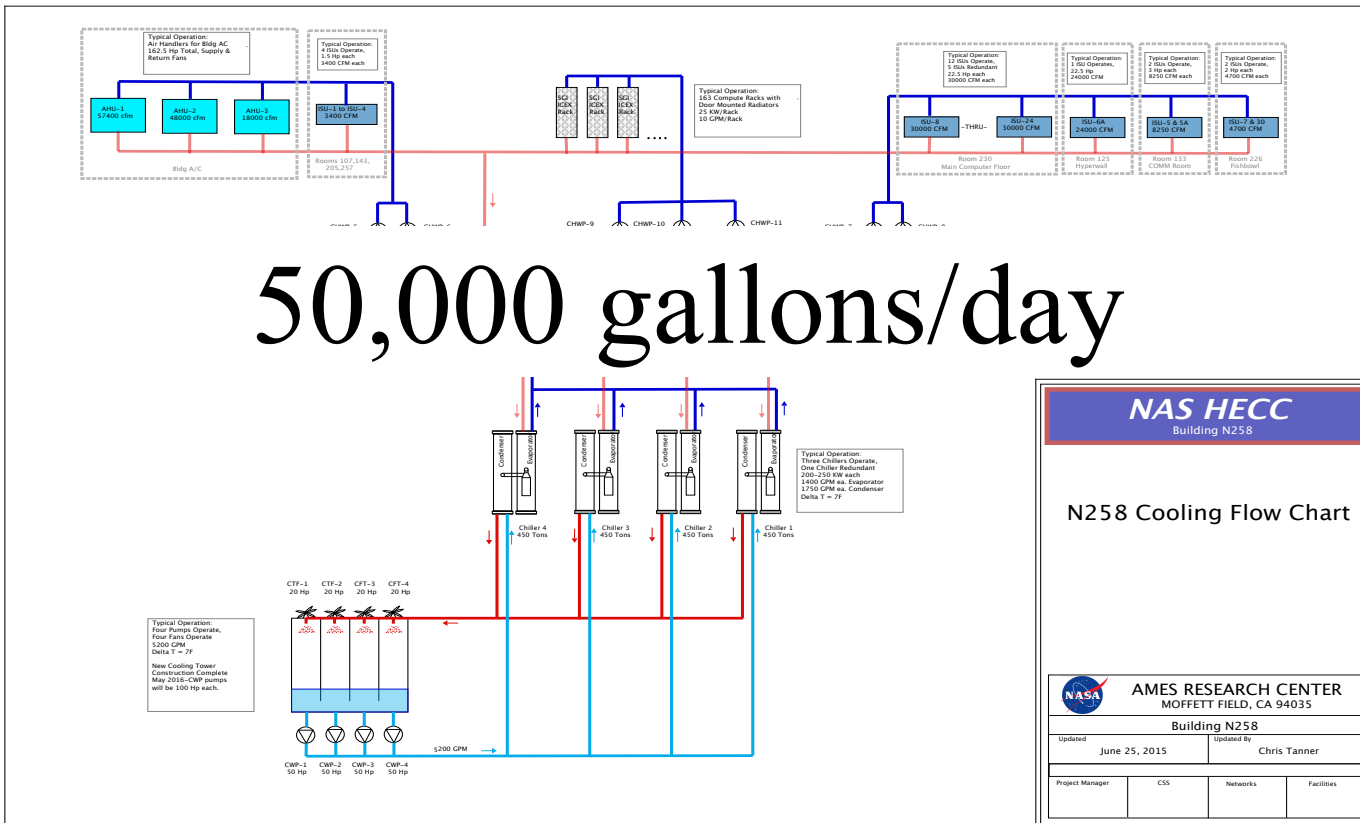 Typical Operation:
Air Handlers for Bldg AC
162.5 Hp Total, Supply &
Return Fans
Typical Operation:
4 ISUs Operate,
1.5 Hp each
3400 CFM each
AHU-1
57400 cfm
AHU-2
48000 cfm
AHU-3
18000 cfm
ISU-1 to ISU-4
3400 CFM
Bldg A/C
Rooms 107,143,
205,257
SGI
ICEX
Rack
SGI
ICEX
Rack
SGI
ICEX
Rack
....
Typical Operation:
163 Compute Racks with
Door Mounted Radiators
25 KW/Rack
10 GPM/Rack
Typical Operation:
12 ISUs Operate,
5 ISUs Redundant
22.5 Hp each
30000 CFM each
Typical Operation:
1 ISU Operates,
22.5 Hp
24000 CFM
Typical Operation:
2 ISUs Operate,
3 Hp each
8250 CFM each
Typical Operation:
2 ISUs Operate,
2 Hp each
4700 CFM each
ISU-8
30000 CFM
-THRU-
ISU-24
30000 CFM
ISU-6A
24000 CFM
ISU-5 & 5A
8250 CFM
ISU-7 & 30
4700 CFM
Room 230
Main Computer Floor
Room 125
Hyperwall
Room 133
COMM Room
Room 226
Fishbowl
CHWP-9
CHWP-10
CHWP-11
50,000 gallons/day
Condenser
Evaporator
Condenser
Evaporator
Condenser
Evaporator
Condenser
Evaporator
Typical Operation:
Three Chillers Operate,
One Chiller Redundant
200-250 KW each
1400 GPM ea. Evaporator
1750 GPM ea. Condenser
Delta T = 7F
Chiller 4
450 Tons
Chiller 3
450 Tons
Chiller 2
450 Tons
Chiller 1
450 Tons
CTF-1
20 Hp
CTF-2
20 Hp
CFT-3
20 Hp
CFT-4
20 Hp
Typical Operation:
Four Pumps Operate,
Four Fans Operate
5200 GPM
Delta T = 7F
New Cooling Tower
Construction Complete
May 2016-CWP pumps
will be 100 Hp each.
5200 GPM
CWP-1
50 Hp
CWP-2
50 Hp
CWP-3
50 Hp
CWP-4
50 Hp
NAS HECC
Building N258
N258 Cooling Flow Chart
NASA
AMES RESEARCH CENTER
MOFFETT FIELD, CA 94035
Building N258
Updated
June 25, 2015
Updated By
Chris Tanner
Project Manager
CSS
Networks
Facilities